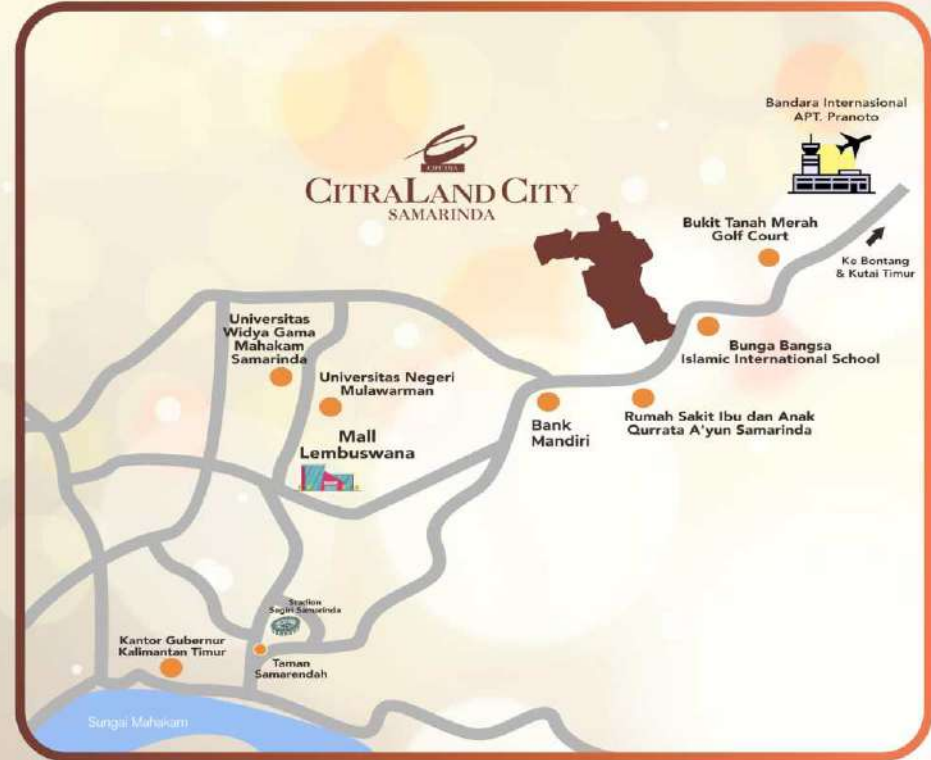 Bandara Internasional
APT. Pranoto
CIPUTRA
CITRALAND CITY
SAMARINDA
Bukit Tanah Merah
Golf Court
Ke Bontang
& Kutai Timur
Universitas
Widya Gama
Mahakam
Samarinda
Bunga Bangsa
Islamic International School
Universitas Negeri
Mulawarman
Bank
Mandiri
Rumah Sakit Ibu dan Anak
Qurrata A'yun Samarinda
Mall
Lembuswana
Stadion
Segiri Samarinda
Kantor Gubernur
Kalimantan Timur
Taman
Samarendah
Sungai Mahakam